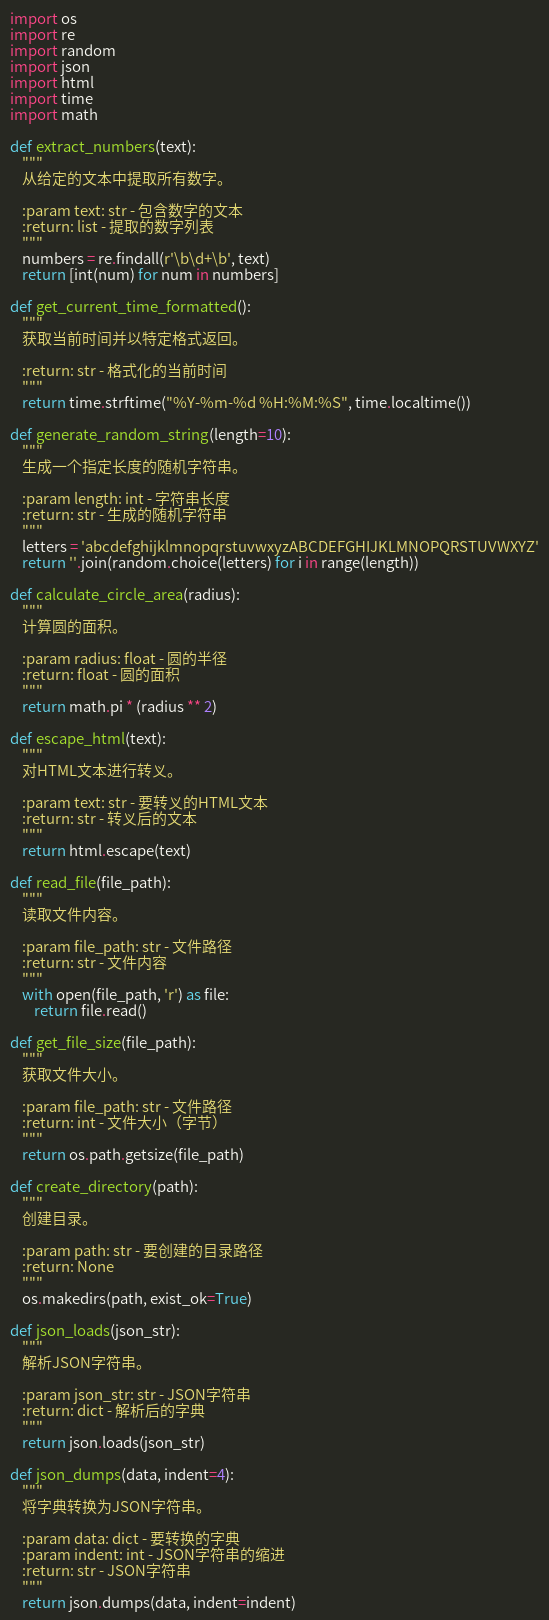 import os
import re
import random
import json
import html
import time
import math

def extract_numbers(text):
    """
    从给定的文本中提取所有数字。

    :param text: str - 包含数字的文本
    :return: list - 提取的数字列表
    """
    numbers = re.findall(r'\b\d+\b', text)
    return [int(num) for num in numbers]

def get_current_time_formatted():
    """
    获取当前时间并以特定格式返回。

    :return: str - 格式化的当前时间
    """
    return time.strftime("%Y-%m-%d %H:%M:%S", time.localtime())

def generate_random_string(length=10):
    """
    生成一个指定长度的随机字符串。

    :param length: int - 字符串长度
    :return: str - 生成的随机字符串
    """
    letters = 'abcdefghijklmnopqrstuvwxyzABCDEFGHIJKLMNOPQRSTUVWXYZ'
    return ''.join(random.choice(letters) for i in range(length))

def calculate_circle_area(radius):
    """
    计算圆的面积。

    :param radius: float - 圆的半径
    :return: float - 圆的面积
    """
    return math.pi * (radius ** 2)

def escape_html(text):
    """
    对HTML文本进行转义。

    :param text: str - 要转义的HTML文本
    :return: str - 转义后的文本
    """
    return html.escape(text)

def read_file(file_path):
    """
    读取文件内容。

    :param file_path: str - 文件路径
    :return: str - 文件内容
    """
    with open(file_path, 'r') as file:
        return file.read()

def get_file_size(file_path):
    """
    获取文件大小。

    :param file_path: str - 文件路径
    :return: int - 文件大小（字节）
    """
    return os.path.getsize(file_path)

def create_directory(path):
    """
    创建目录。

    :param path: str - 要创建的目录路径
    :return: None
    """
    os.makedirs(path, exist_ok=True)

def json_loads(json_str):
    """
    解析JSON字符串。

    :param json_str: str - JSON字符串
    :return: dict - 解析后的字典
    """
    return json.loads(json_str)

def json_dumps(data, indent=4):
    """
    将字典转换为JSON字符串。

    :param data: dict - 要转换的字典
    :param indent: int - JSON字符串的缩进
    :return: str - JSON字符串
    """
    return json.dumps(data, indent=indent)